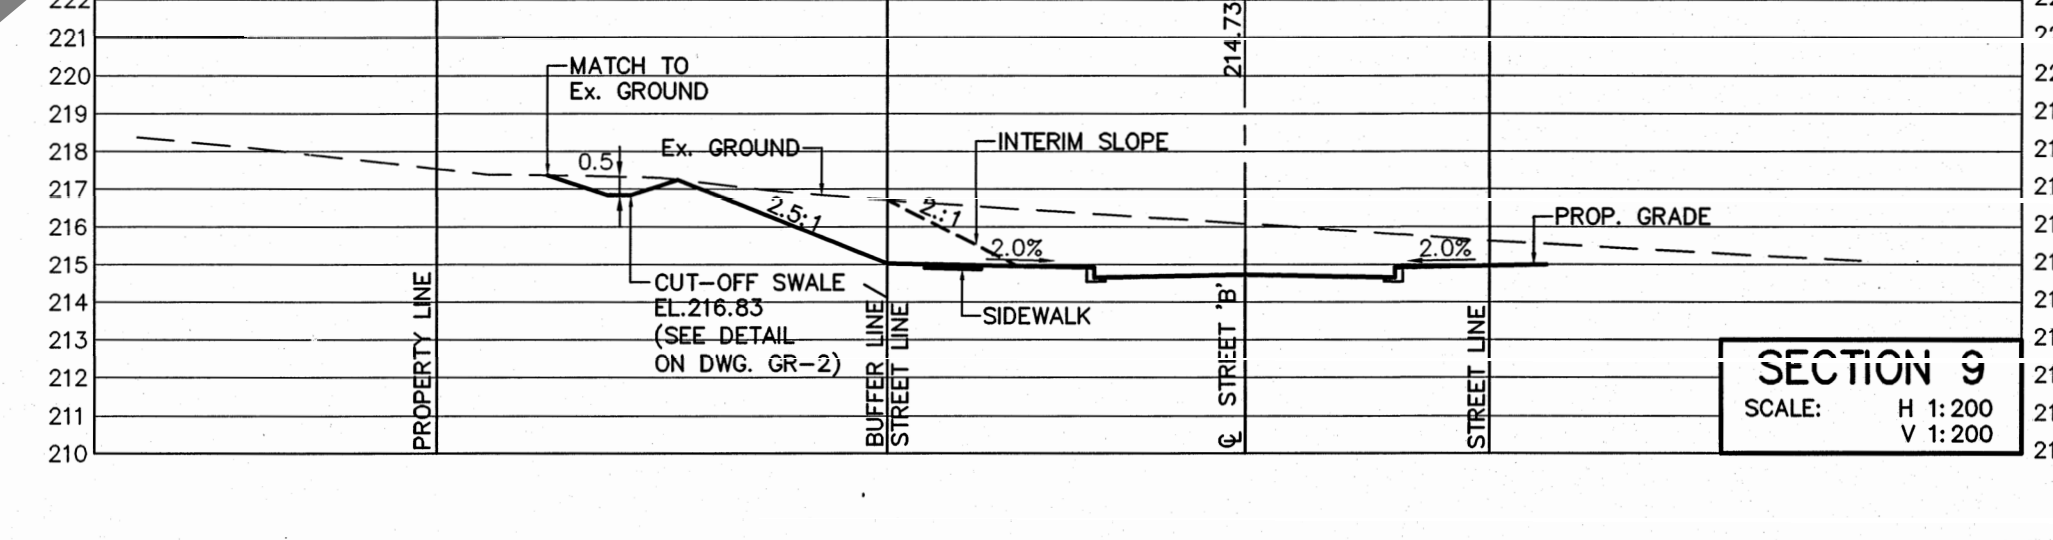 222
221
220
219
218
217
216
215
214
213
212
211
210
MATCH TO
Ex. GROUND
0.5
Ex. GROUND
INTERIM SLOPE
214.73
2.5:1
2.:1
2.0%
2.0%
PROP. GRADE
CUT-OFF SWALE
EL.216.83
(SEE DETAIL
ON DWG. GR-2)
SIDEWALK
PROPERTY LINE
BUFFER LINE
STREET LINE
℄ STREET 'B'
STREET LINE
SECTION 9
SCALE: H 1:200
V 1:200